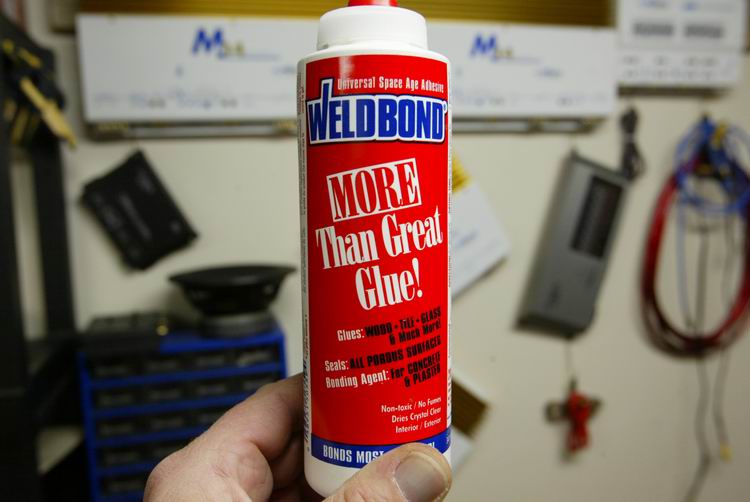 Universal Space Age Adhesive
WELDBOND®
MORE
Than Great
Glue!
Glues: WOOD • TILE • GLASS
& Much More!
Seals: ALL POROUS SURFACES
Bonding Agent: For CONCRETE
& PLASTER
Non-toxic / No Fumes
Dries Crystal Clear
Interior / Exterior
BONDS MOST